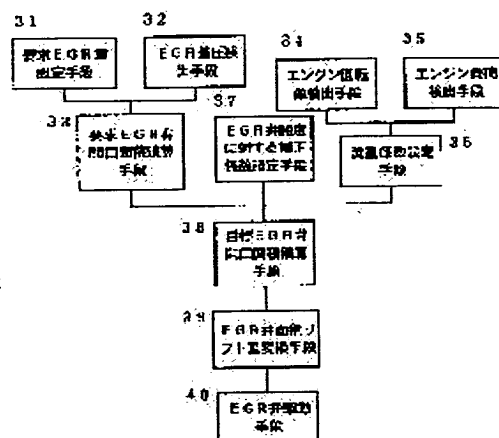 31
32
34
35
要求EGR量
設定手段
EGR差圧検
出手段
エンジン回転
数検出手段
エンジン負荷
検出手段
33
37
36
要求EGR弁
開口面積演算
手段
EGR弁
に対する補正
係数設定手段
流量係数設定
手段
38
目標EGR弁
開口面積演算
手段
39
EGR弁面積リ
フト量変換手段
40
EGR弁駆動
手段